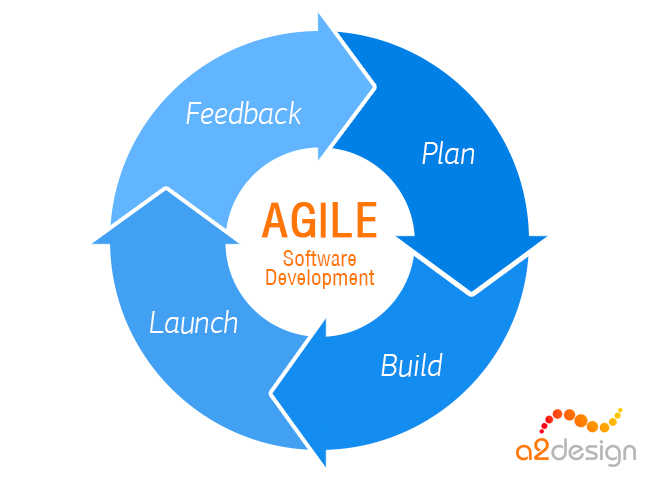 Feedback
Plan
AGILE
Software
Development
Launch
Build
a2design